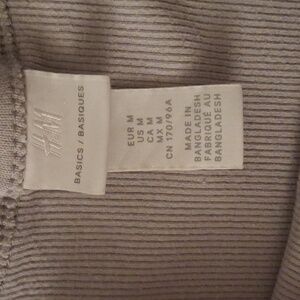 H&M
BASICS / BASIQUES
EUR M
US M
CA M
MX M
CN 170/96A
MADE IN
BANGLADESH
FABRIQUÉ AU
BANGLADESH